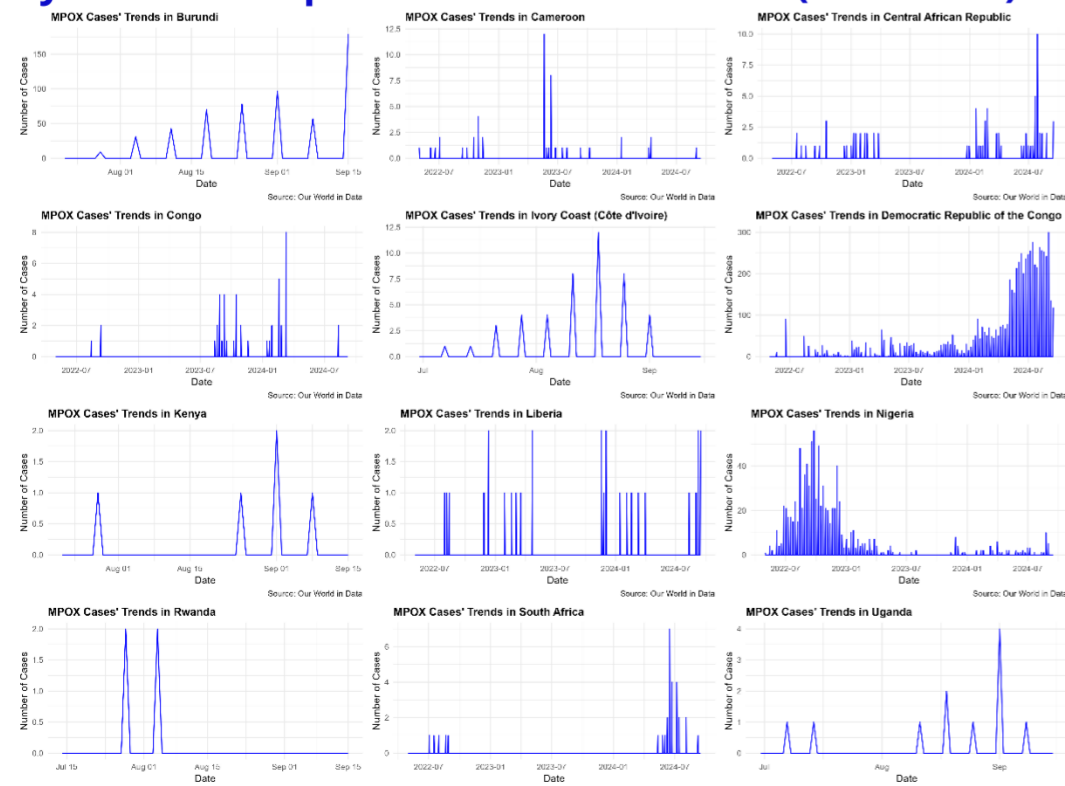 MPOX Cases' Trends in Burundi
Number of Cases
150
100
50
0
Aug 01
Aug 15
Sep 01
Sep 15
Date
Source: Our World in Data
MPOX Cases' Trends in Cameroon
Number of Cases
12.5
10.0
7.5
5.0
2.5
0.0
2022-07
2023-01
2023-07
2024-01
2024-07
Date
Source: Our World in Data
MPOX Cases' Trends in Central African Republic
Number of Cases
10.0
7.5
5.0
2.5
0.0
2022-07
2023-01
2023-07
2024-01
2024-07
Date
Source: Our World in Data
MPOX Cases' Trends in Congo
Number of Cases
8
6
4
2
0
2022-07
2023-01
2023-07
2024-01
2024-07
Date
Source: Our World in Data
MPOX Cases' Trends in Ivory Coast (Côte d'Ivoire)
Number of Cases
12.5
10.0
7.5
5.0
2.5
0.0
Jul
Aug
Sep
Date
Source: Our World in Data
MPOX Cases' Trends in Democratic Republic of the Congo
Number of Cases
300
200
100
0
2022-07
2023-01
2023-07
2024-01
2024-07
Date
Source: Our World in Data
MPOX Cases' Trends in Kenya
Number of Cases
2.0
1.5
1.0
0.5
0.0
Aug 01
Aug 15
Sep 01
Sep 15
Date
Source: Our World in Data
MPOX Cases' Trends in Liberia
Number of Cases
2.0
1.5
1.0
0.5
0.0
2022-07
2023-01
2023-07
2024-01
2024-07
Date
Source: Our World in Data
MPOX Cases' Trends in Nigeria
Number of Cases
40
20
0
2022-07
2023-01
2023-07
2024-01
2024-07
Date
Source: Our World in Data
MPOX Cases' Trends in Rwanda
Number of Cases
2.0
1.5
1.0
0.5
0.0
Jul 15
Aug 01
Aug 15
Sep 01
Sep 15
Date
MPOX Cases' Trends in South Africa
Number of Cases
6
4
2
0
2022-07
2023-01
2023-07
2024-01
2024-07
Date
MPOX Cases' Trends in Uganda
Number of Cases
4
3
2
1
0
Jul
Aug
Sep
Date